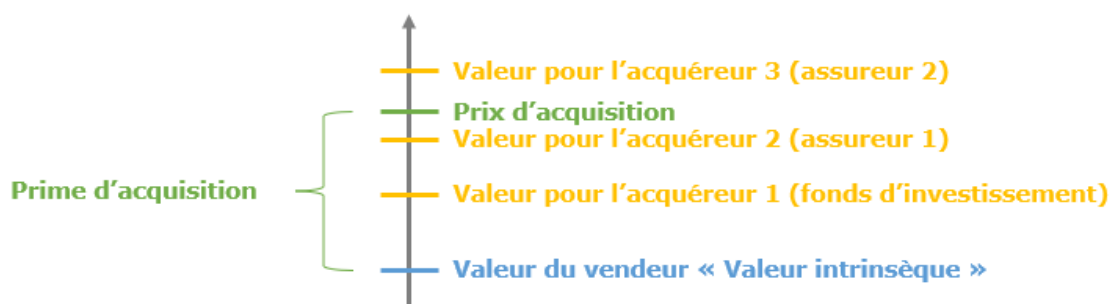 Valeur pour l’acquéreur 3 (assureur 2)
Prix d’acquisition
Valeur pour l’acquéreur 2 (assureur 1)
Prime d’acquisition
Valeur pour l’acquéreur 1 (fonds d’investissement)
Valeur du vendeur « Valeur intrinsèque »